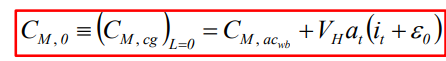 C_{M,0} ≡ (C_{M,cg})_{L=0} = C_{M,ac_{wb}} + V_H a_t (i_t + ε_0)